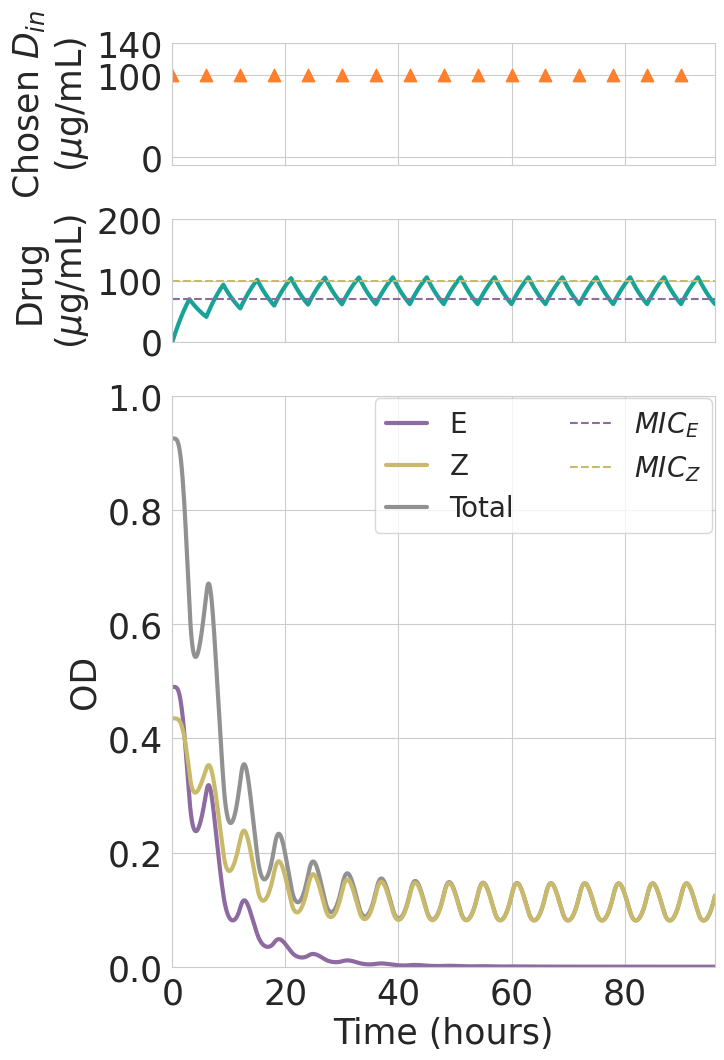 Chosen D_in
(μg/mL)
140
100
0
Drug
(μg/mL)
200
100
0
OD
1.0
0.8
0.6
0.4
0.2
0.0
E
Z
Total
MIC_E
MIC_Z
0 20 40 60 80
Time (hours)